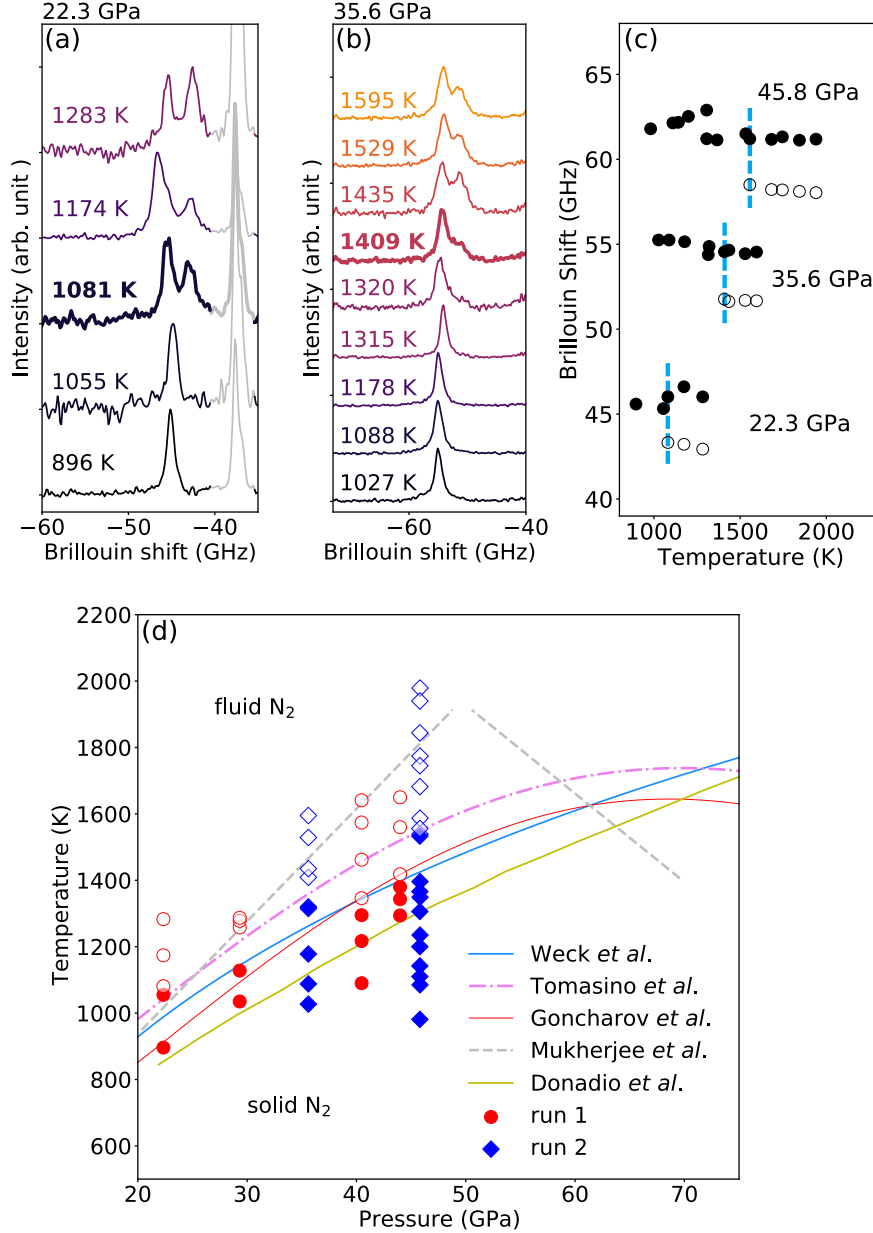 22.3 GPa
(a)
1283 K
1174 K
1081 K
1055 K
896 K
Intensity (arb. unit)
−60
−50
−40
Brillouin shift (GHz)
35.6 GPa
(b)
1595 K
1529 K
1435 K
1409 K
1320 K
1315 K
1178 K
1088 K
1027 K
Intensity (arb. unit)
−60
−40
Brillouin shift (GHz)
(c)
45.8 GPa
35.6 GPa
22.3 GPa
Brillouin Shift (GHz)
65
60
55
50
45
40
1000
1500
2000
Temperature (K)
(d)
fluid N₂
solid N₂
Temperature (K)
2200
2000
1800
1600
1400
1200
1000
800
600
20
30
40
50
60
70
Pressure (GPa)
Weck et al.
Tomasino et al.
Goncharov et al.
Mukherjee et al.
Donadio et al.
run 1
run 2